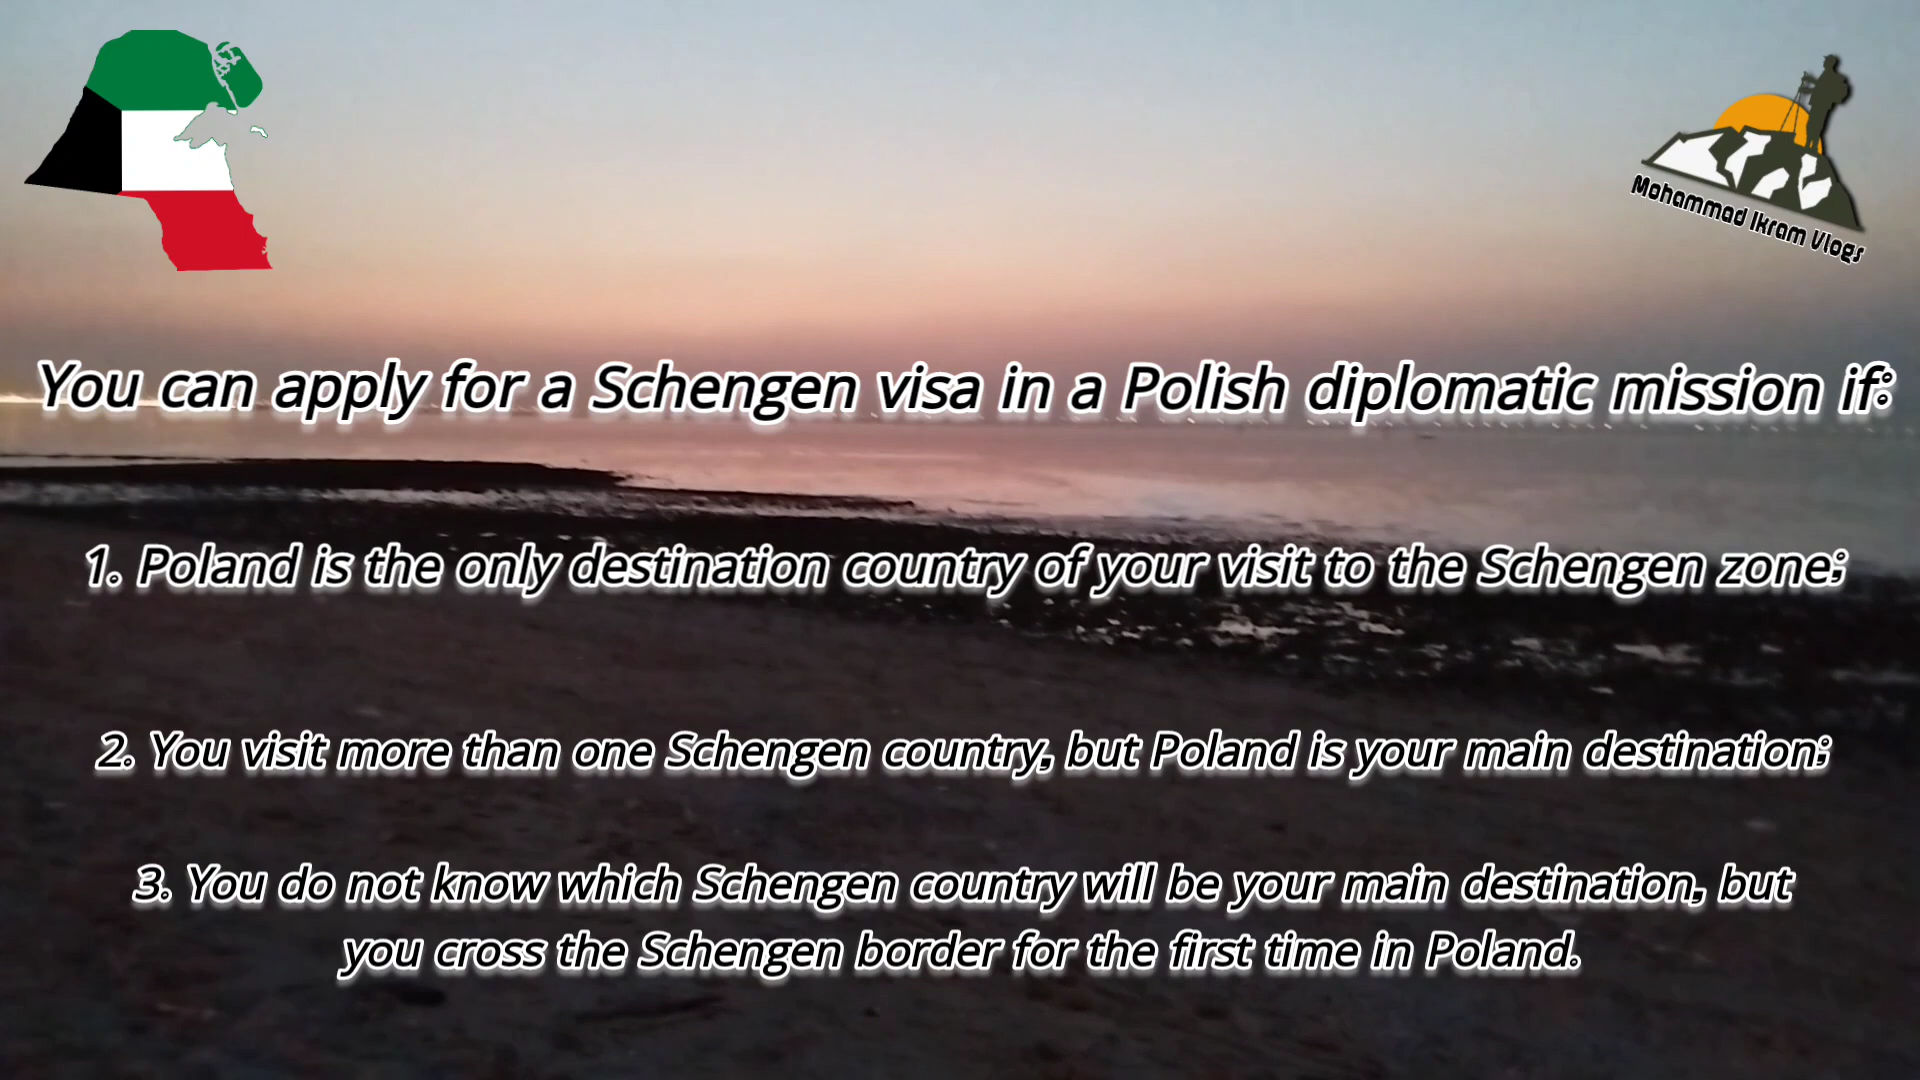 Mohammad Ikram Vlogs
You can apply for a Schengen visa in a Polish diplomatic mission if:
1. Poland is the only destination country of your visit to the Schengen zone;
2. You visit more than one Schengen country, but Poland is your main destination;
3. You do not know which Schengen country will be your main destination, but
you cross the Schengen border for the first time in Poland.